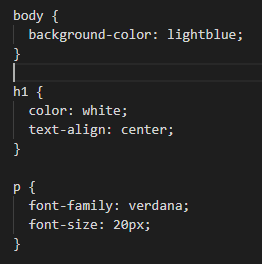 body {
  background-color: lightblue;
}

h1 {
  color: white;
  text-align: center;
}

p {
  font-family: verdana;
  font-size: 20px;
}